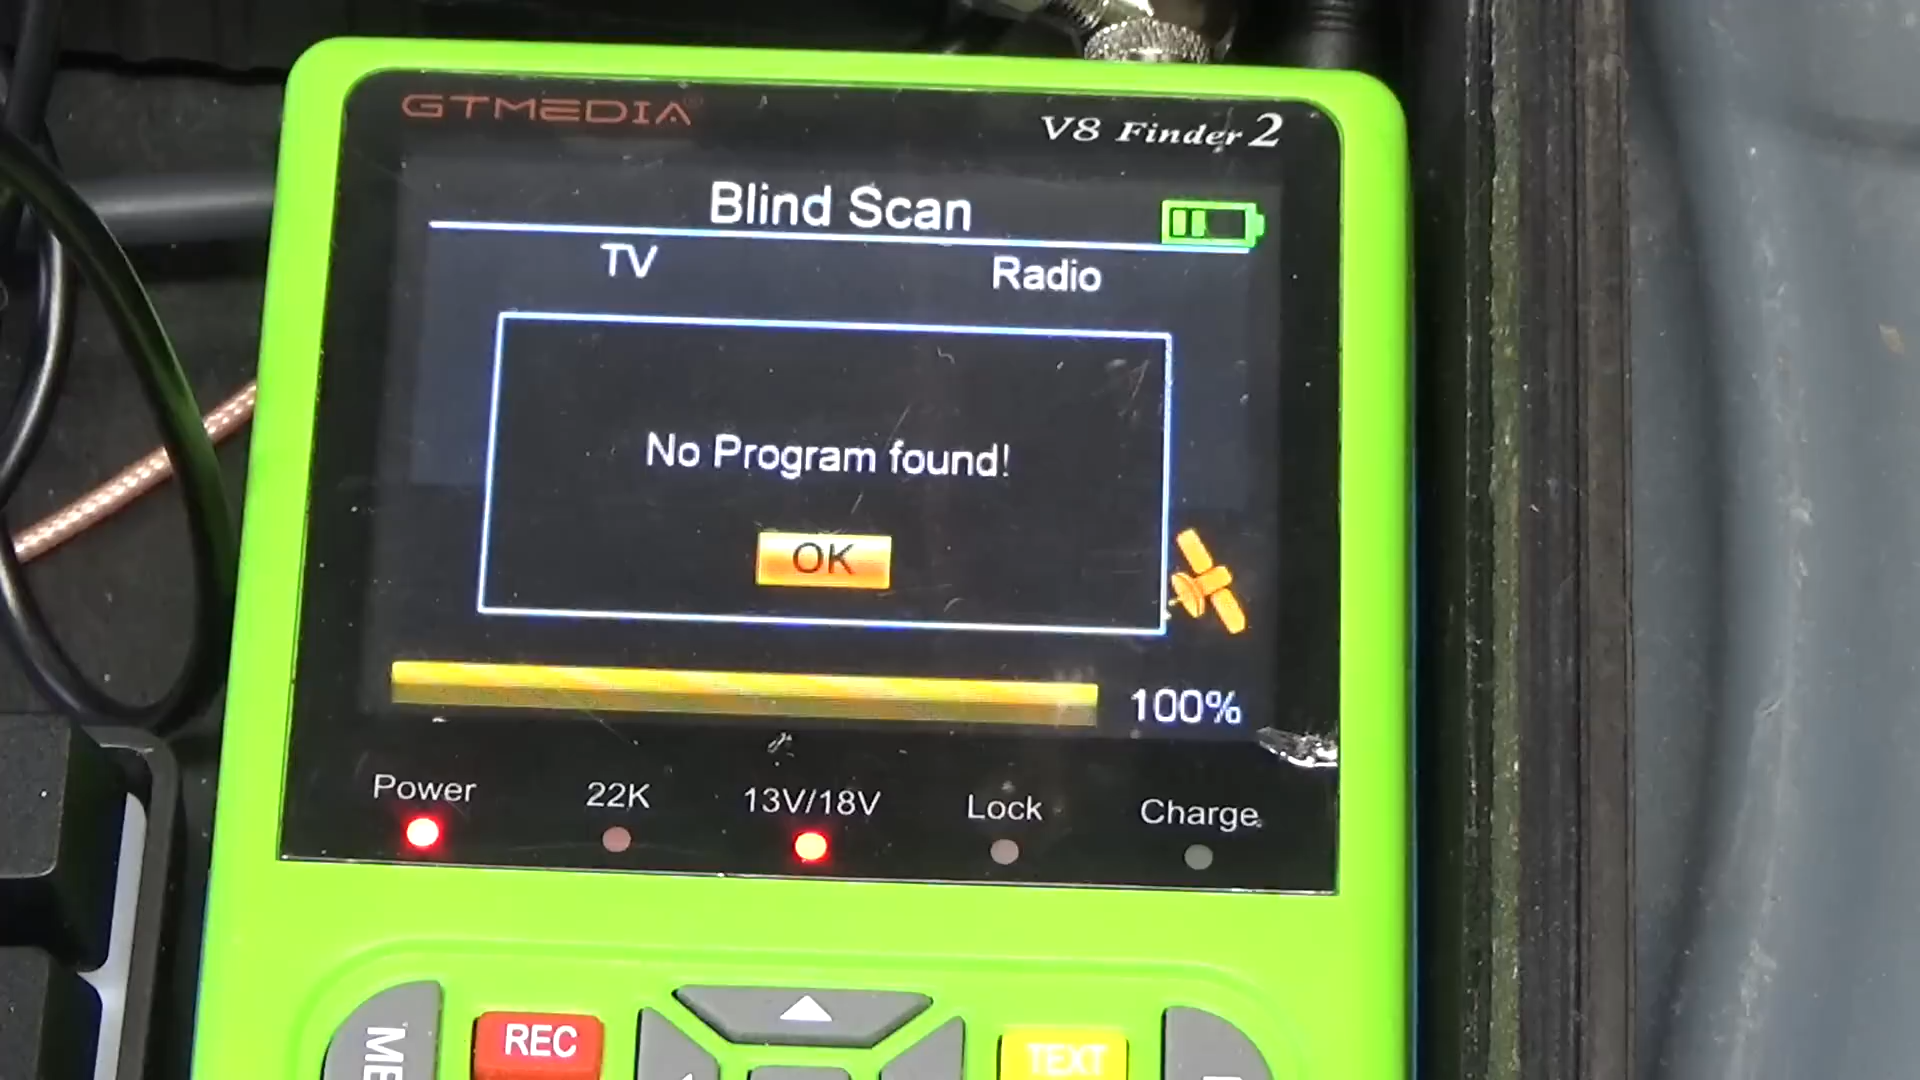 GTMEDIA
V8 Finder 2
Blind Scan
TV Radio
No Program found!
OK
100%
Power 22K 13V/18V Lock Charge
REC
TEXT